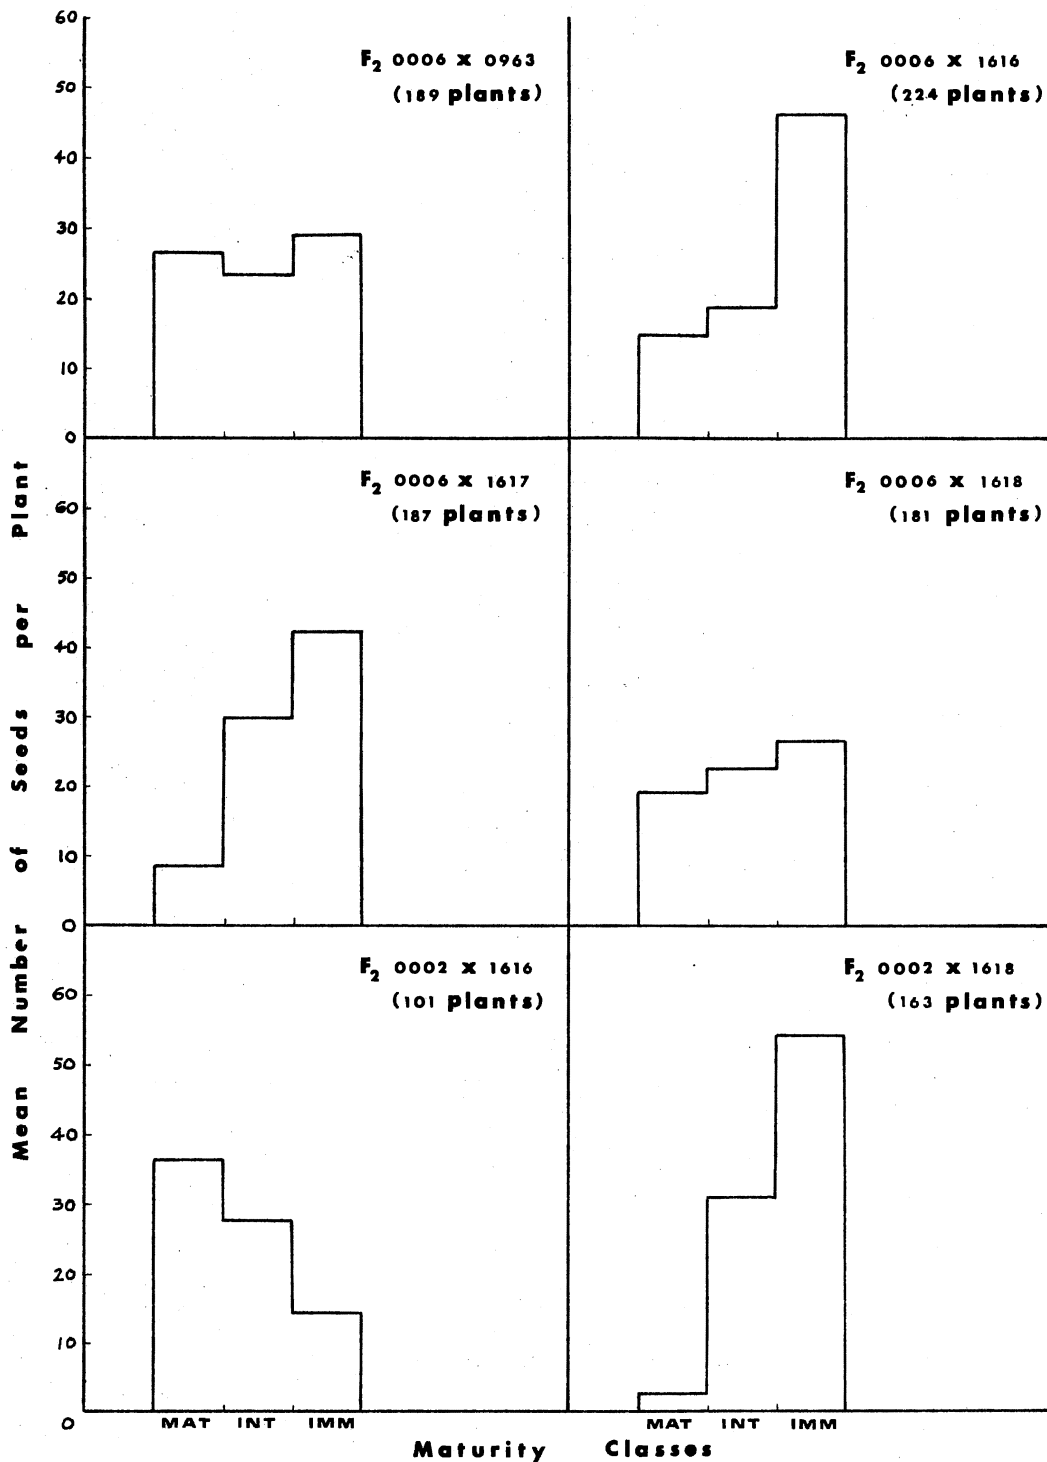 60
50
40
30
20
10
0
F2 0006 x 0963
(189 plants)
F2 0006 x 1616
(224 plants)
60
50
40
30
20
10
0
F2 0006 x 1617
(187 plants)
F2 0006 x 1618
(181 plants)
60
50
40
30
20
10
0
F2 0002 x 1616
(101 plants)
F2 0002 x 1618
(163 plants)
MAT INT IMM
MAT INT IMM
Maturity Classes
Mean Number of Seeds per Plant